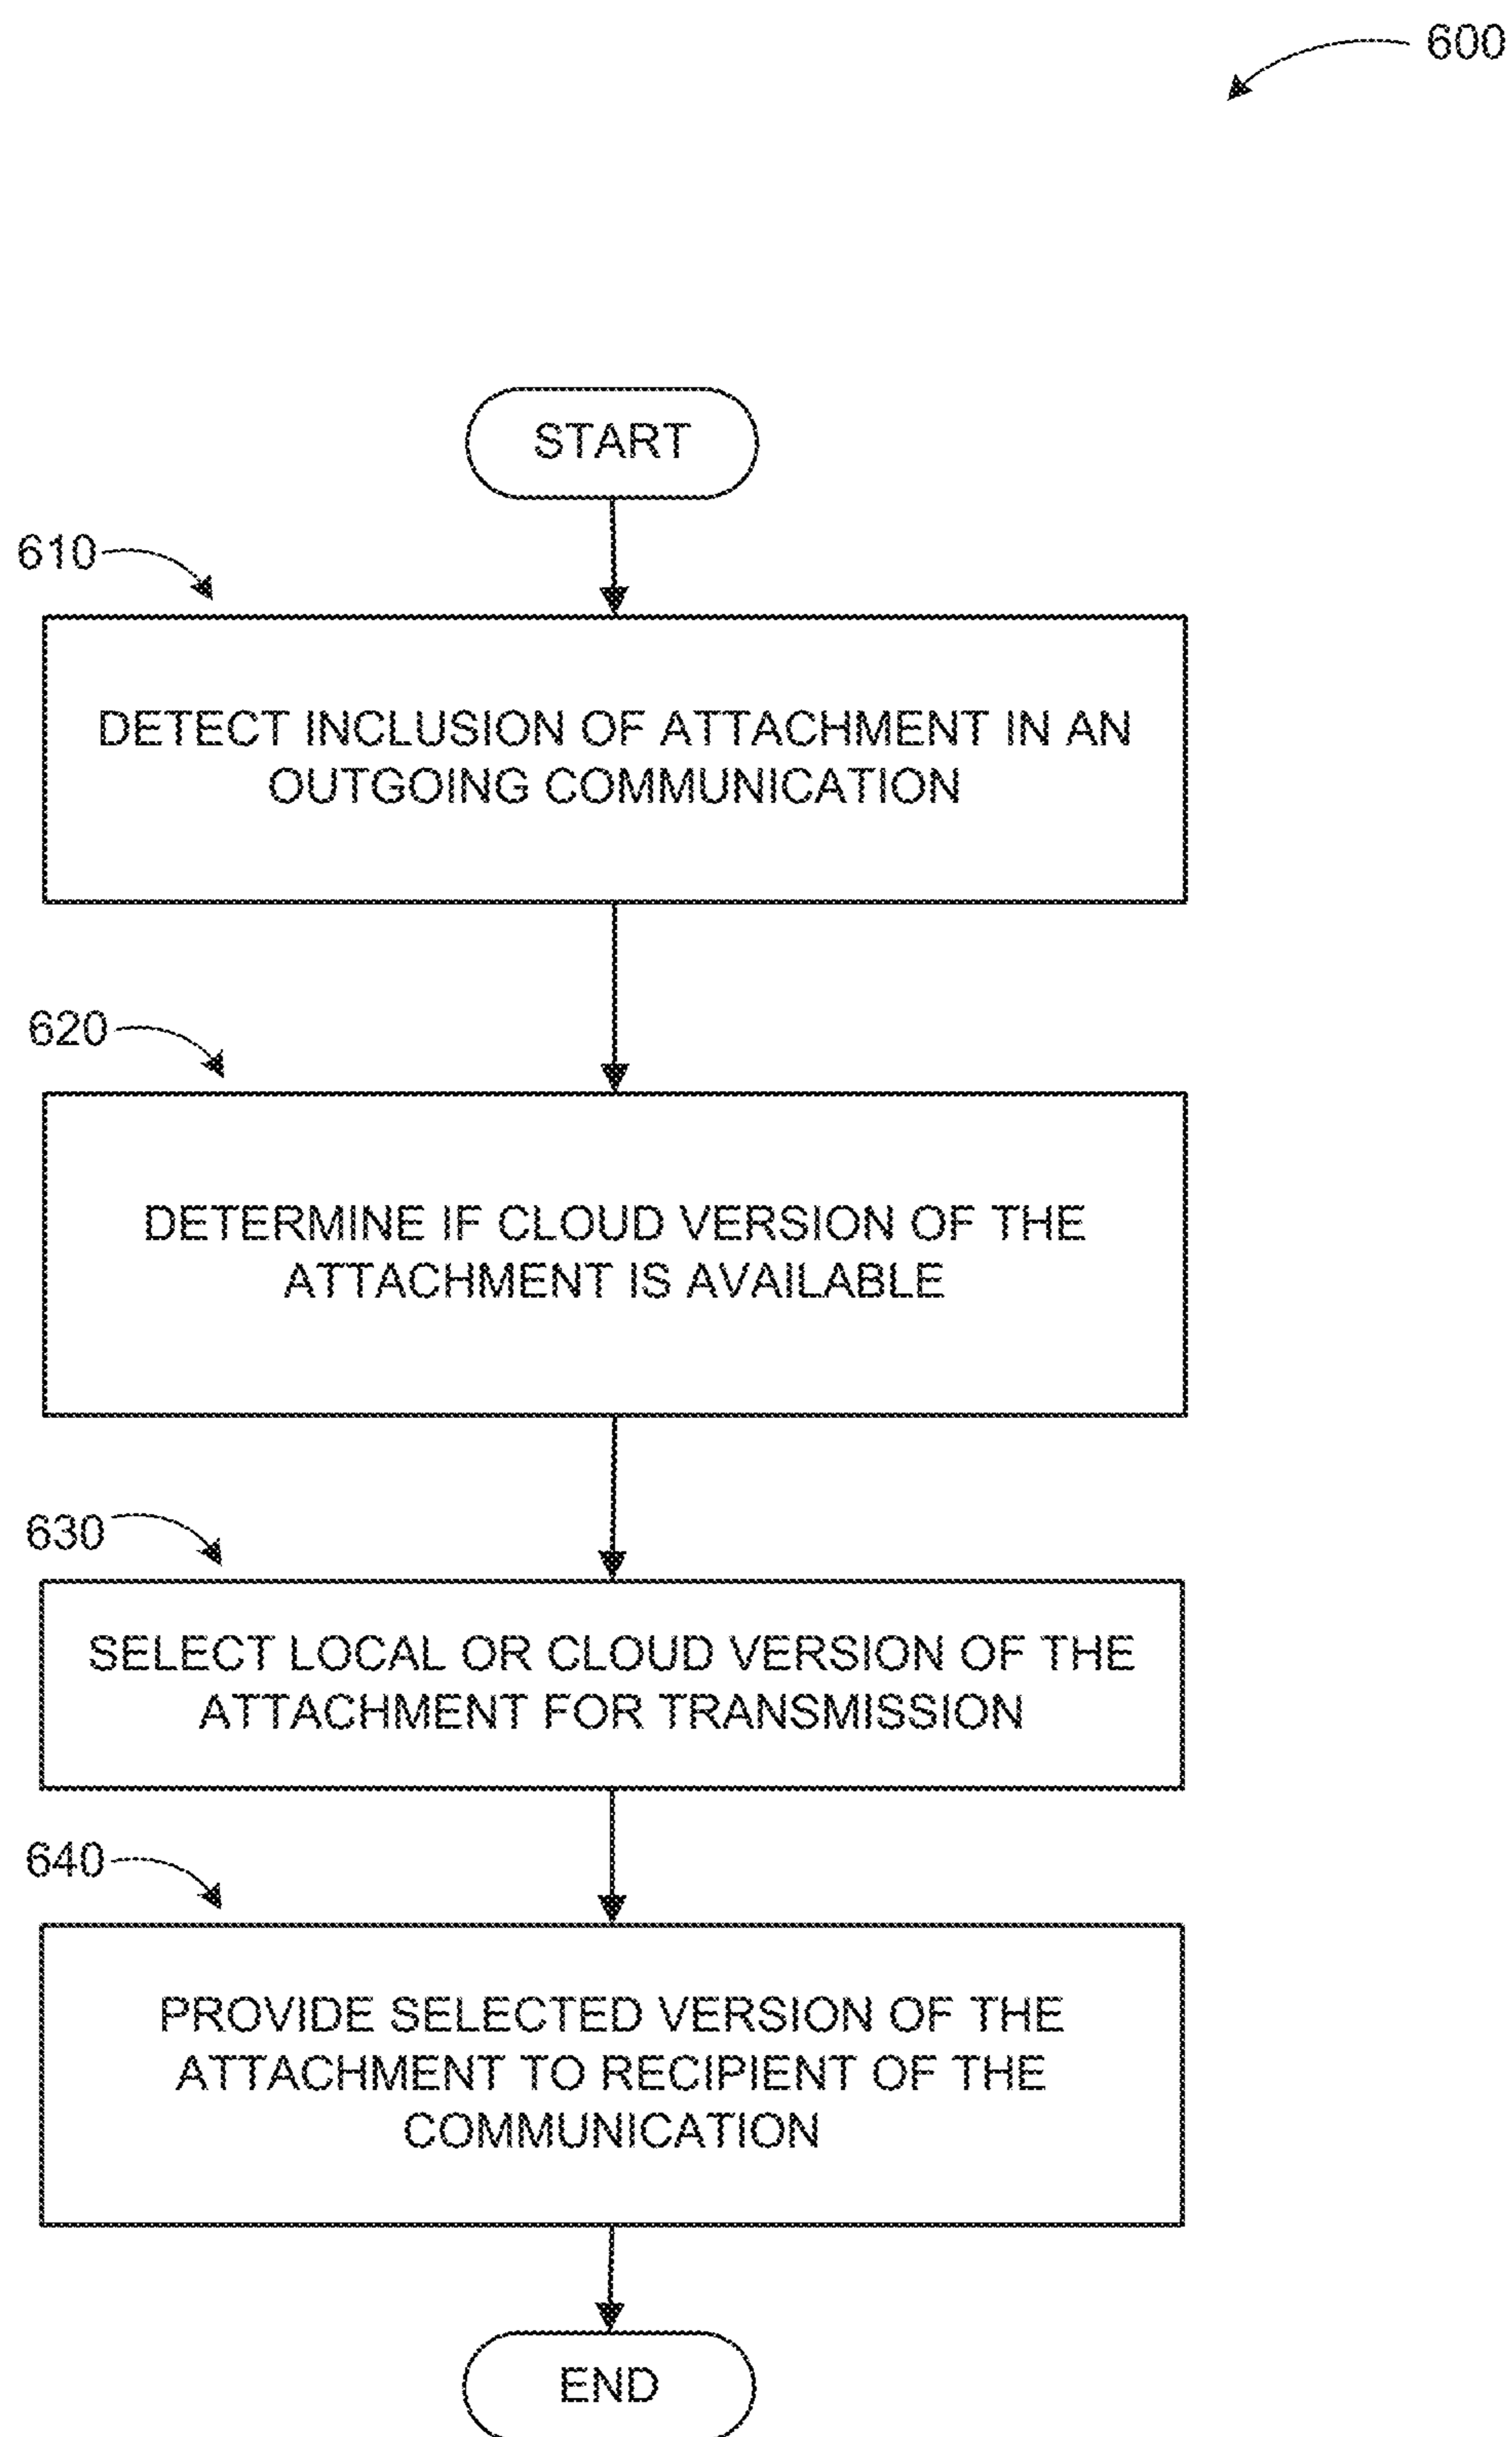 600
START
610
DETECT INCLUSION OF ATTACHMENT IN AN
OUTGOING COMMUNICATION
620
DETERMINE IF CLOUD VERSION OF THE
ATTACHMENT IS AVAILABLE
630
SELECT LOCAL OR CLOUD VERSION OF THE
ATTACHMENT FOR TRANSMISSION
640
PROVIDE SELECTED VERSION OF THE
ATTACHMENT TO RECIPIENT OF THE
COMMUNICATION
END